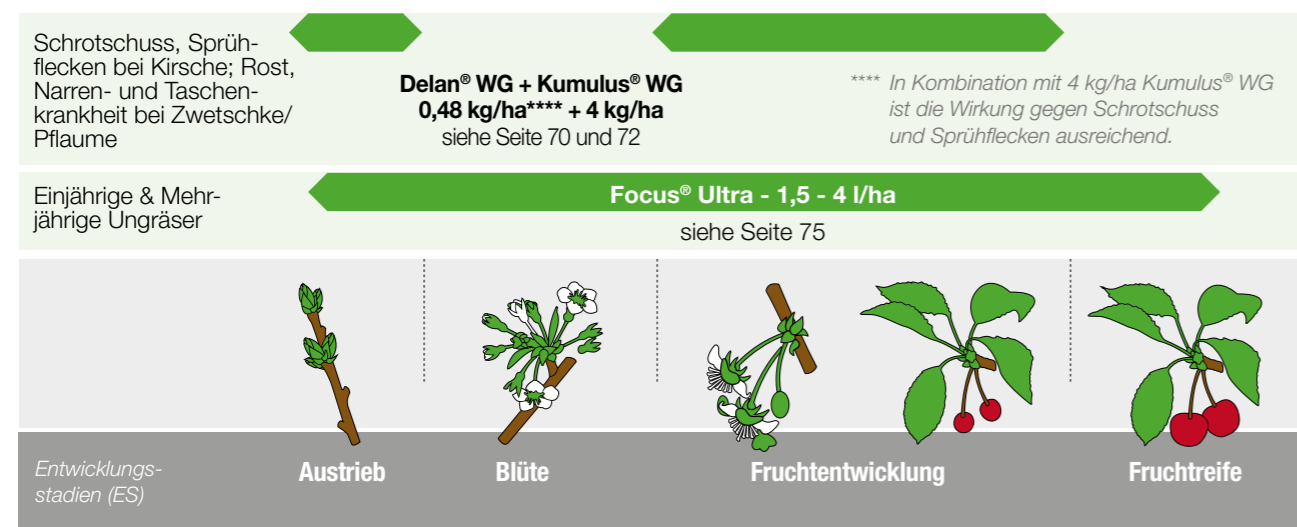 Schrotschuss, Sprüh-
flecken bei Kirsche; Rost,
Narren- und Taschen-
krankheit bei Zwetschke/
Pflaume
Delan® WG + Kumulus® WG
0,48 kg/ha**** + 4 kg/ha
siehe Seite 70 und 72
**** In Kombination mit 4 kg/ha Kumulus® WG
ist die Wirkung gegen Schrotschuss
und Sprühflecken ausreichend.
Einjährige & Mehr-
jährige Ungräser
Focus® Ultra - 1,5 - 4 l/ha
siehe Seite 75
Entwicklungs-
stadien (ES)
Austrieb
Blüte
Fruchtentwicklung
Fruchtreife